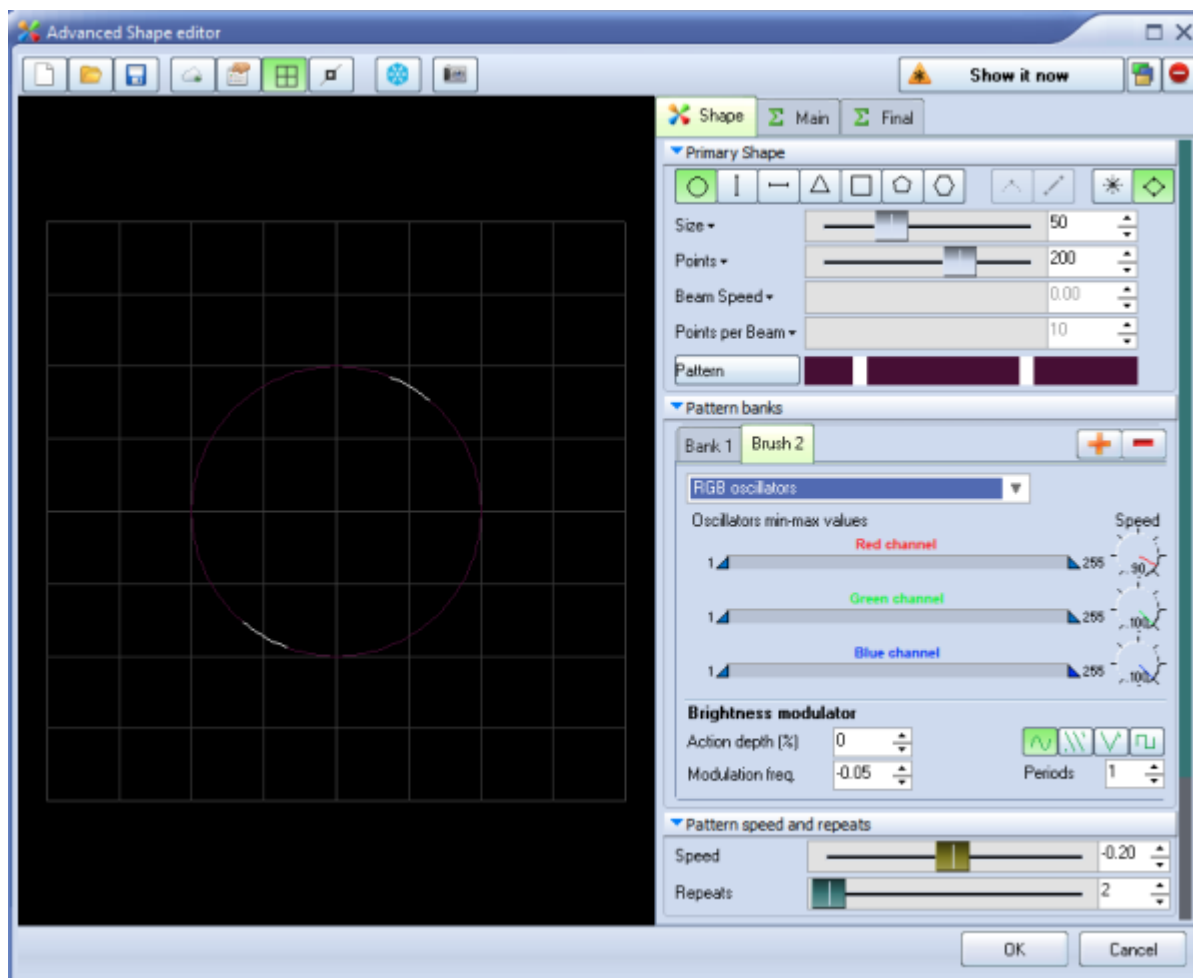 Advanced Shape editor
Show it now
Shape Main Final
Primary Shape
Size 50
Points 200
Beam Speed 0.00
Points per Beam 10
Pattern
Pattern banks
Bank 1 Brush 2
RGB oscillators
Oscillators min-max values Speed
Red channel
1 255 90
Green channel
1 255 100
Blue channel
1 255 100
Brightness modulator
Action depth (%) 0
Modulation freq. -0.05 Periods 1
Pattern speed and repeats
Speed -0.20
Repeats 2
OK Cancel